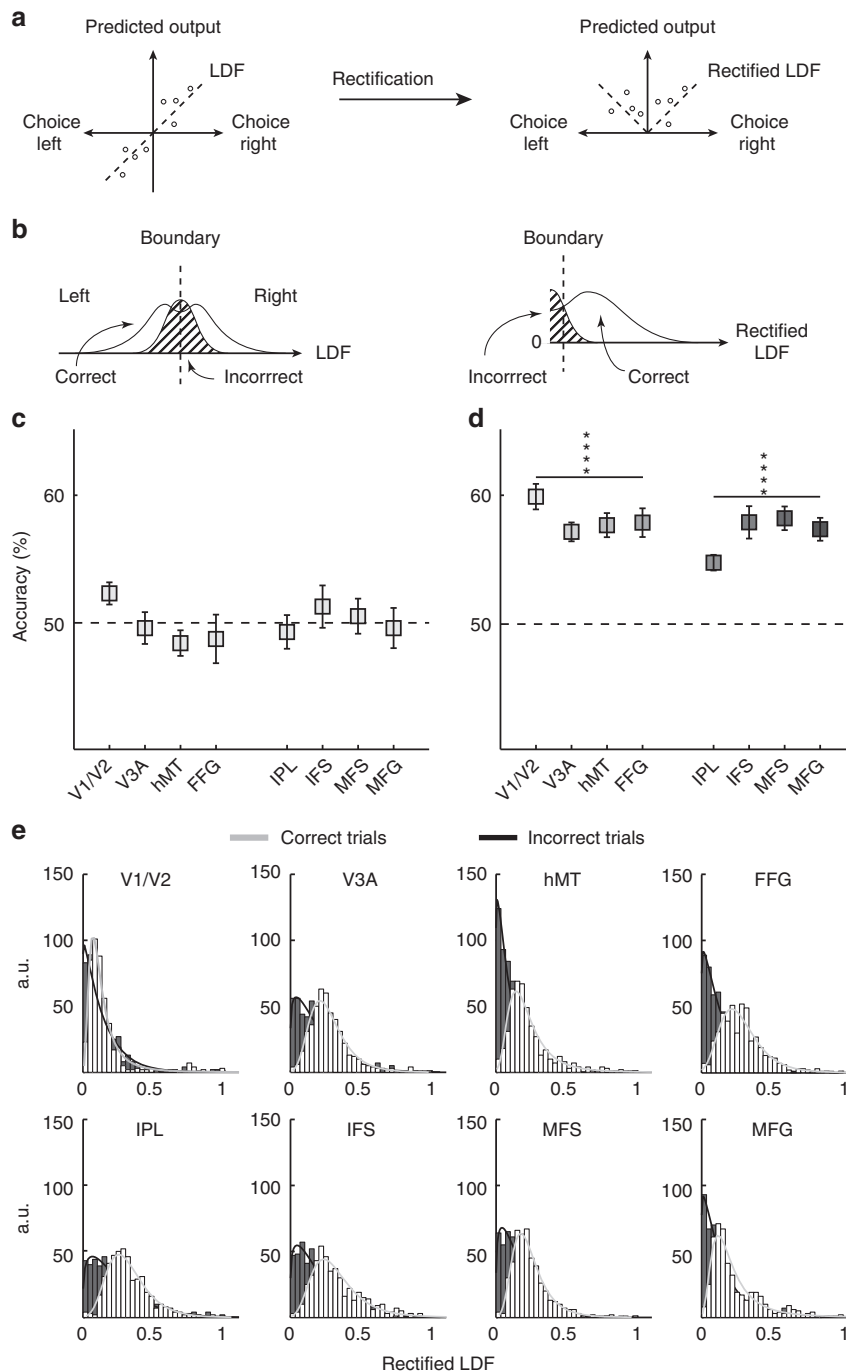 a
Predicted output
LDF
Choice left
Choice right
Rectification
Predicted output
Rectified LDF
Choice left
Choice right
b
Boundary
Left
Right
LDF
Correct
Incorrrect
Boundary
0
Rectified LDF
Incorrrect
Correct
c
Accuracy (%)
60
50
V1/V2
V3A
hMT
FFG
IPL
IFS
MFS
MFG
d
60
50
****
****
V1/V2
V3A
hMT
FFG
IPL
IFS
MFS
MFG
e
Correct trials
Incorrect trials
a.u.
V1/V2
150
100
50
0 0.5 1
V3A
150
100
50
0 0.5 1
hMT
150
100
50
0 0.5 1
FFG
150
100
50
0 0.5 1
a.u.
IPL
150
100
50
0 0.5 1
IFS
150
100
50
0 0.5 1
MFS
150
100
50
0 0.5 1
MFG
150
100
50
0 0.5 1
Rectified LDF